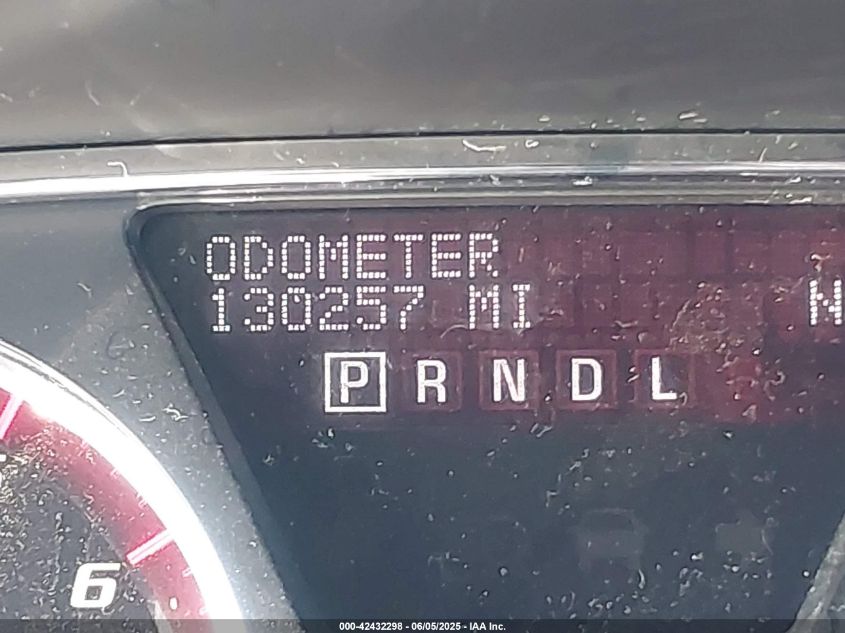 ODOMETER
130257 MI N
P R N D L
6
000-42432298 - 06/05/2025 - IAA Inc.